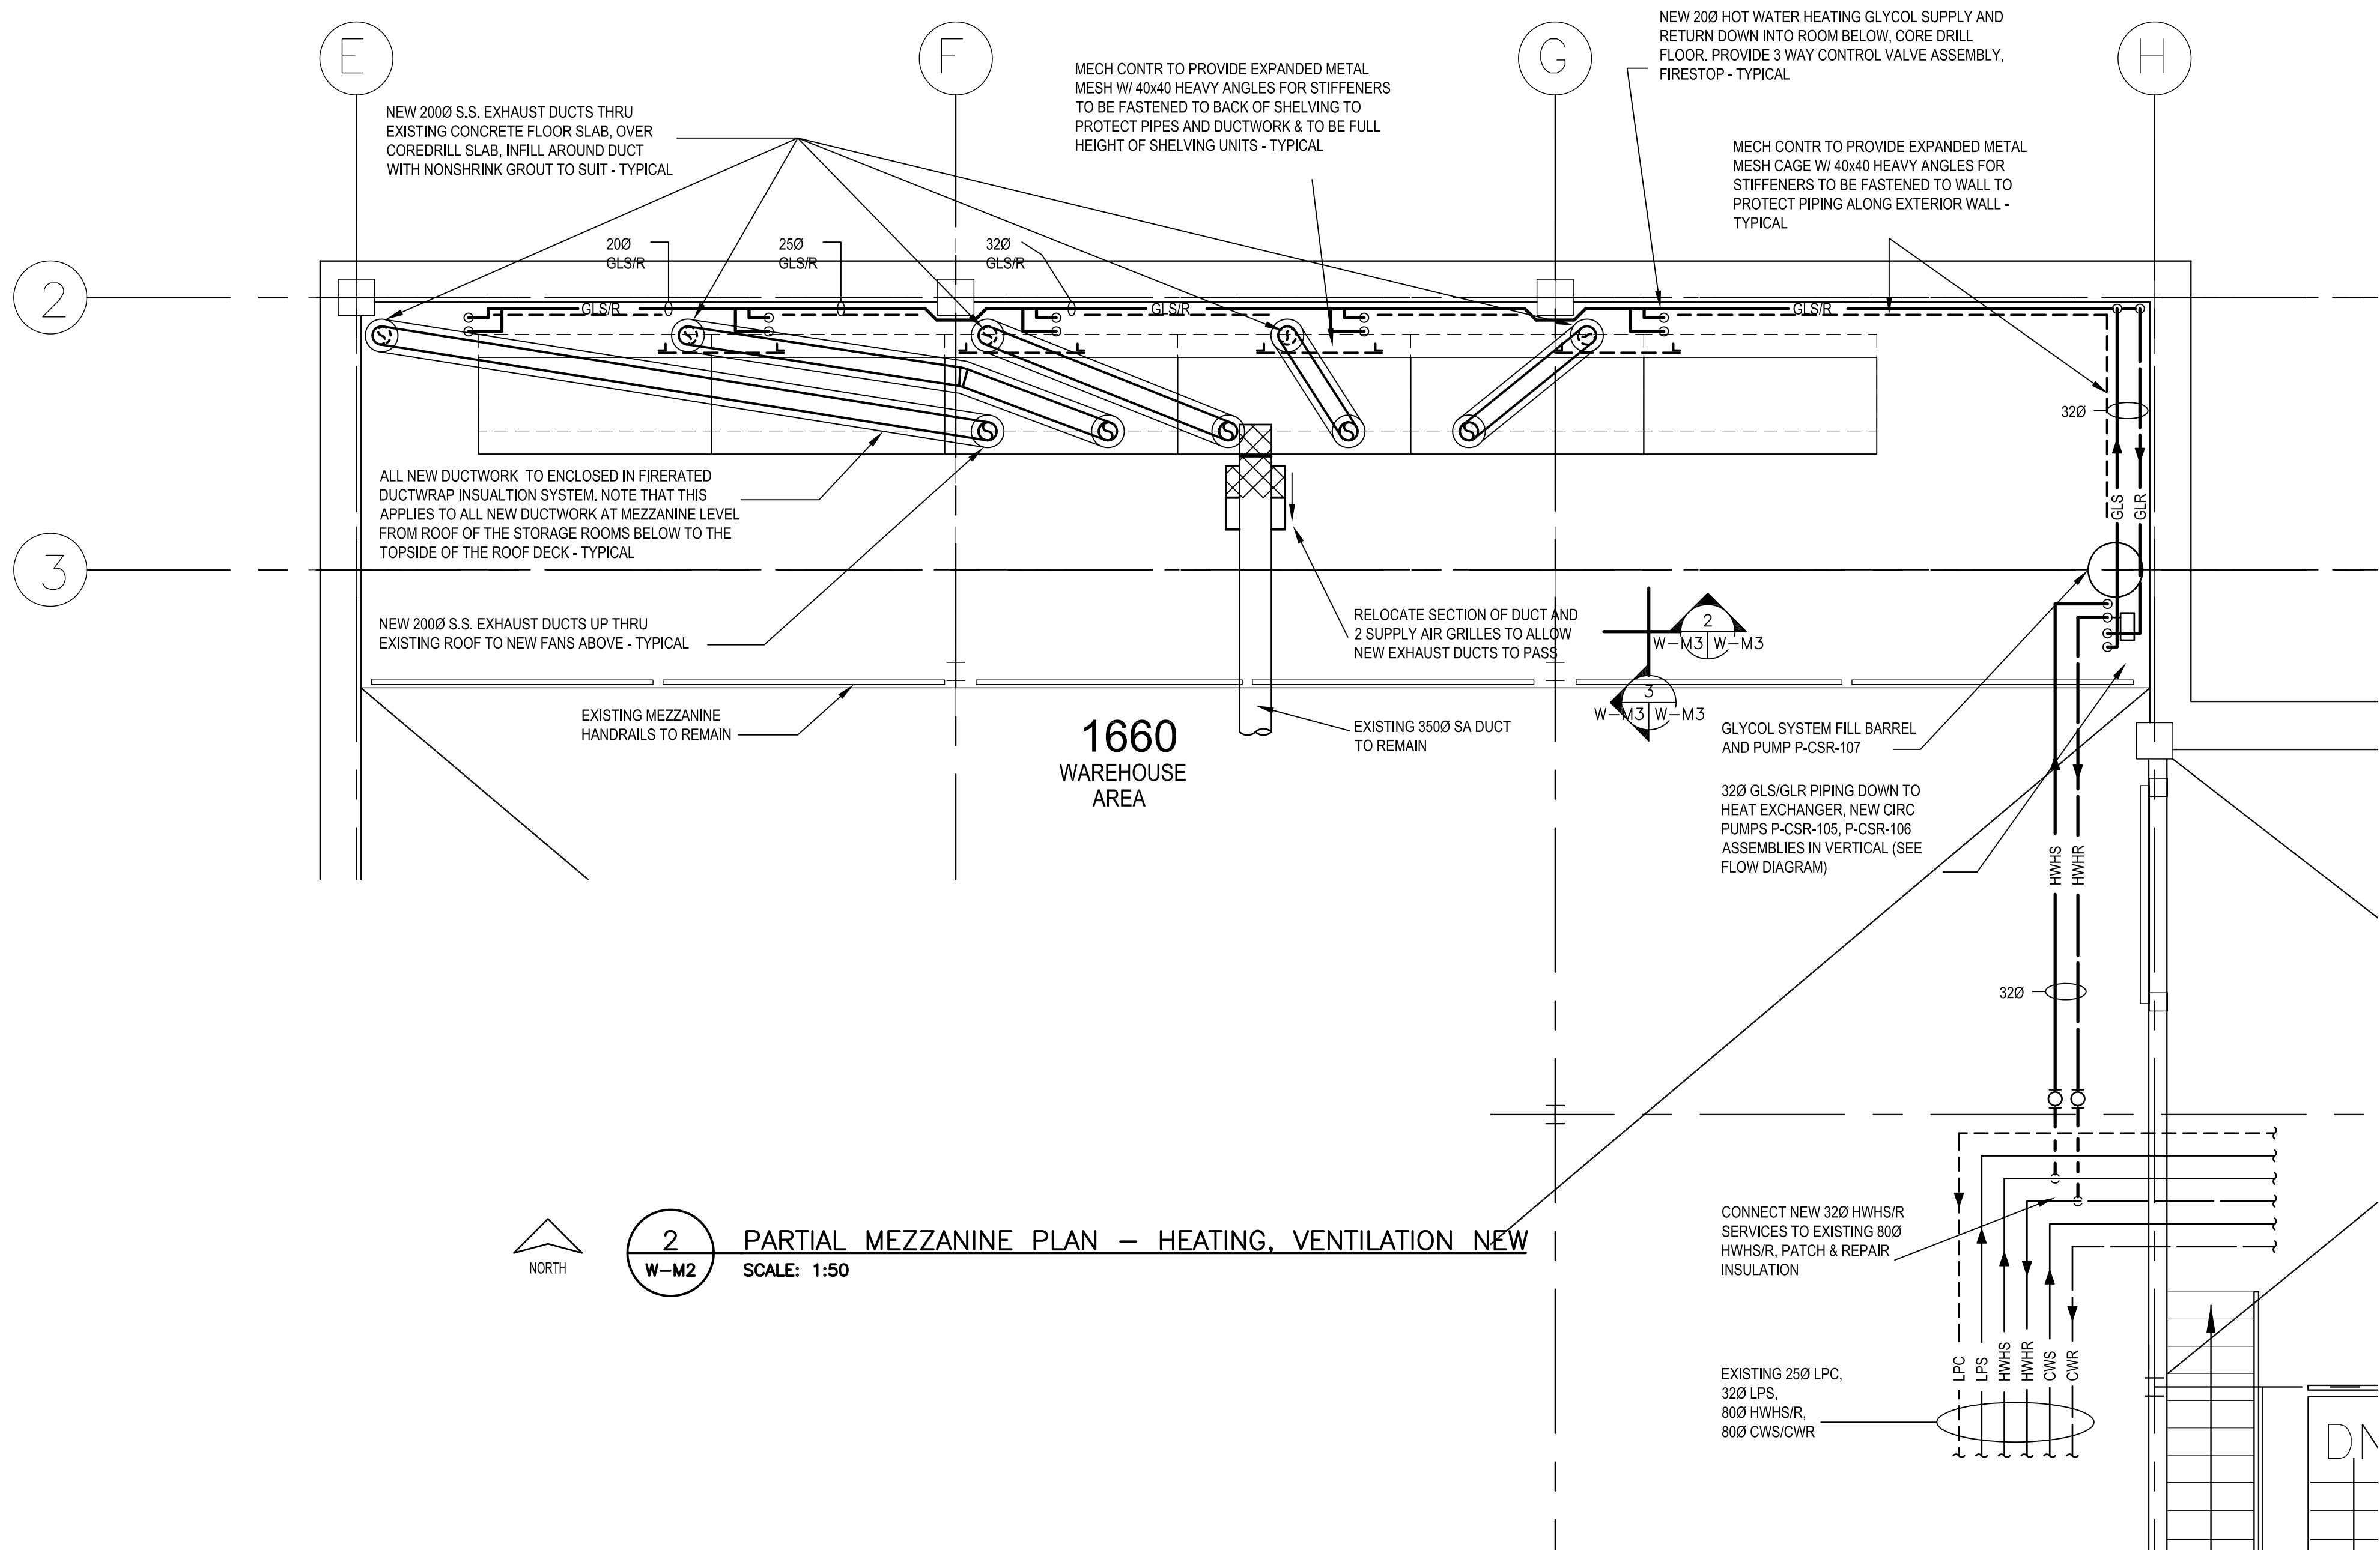 E
F
G
H
2
3
NEW 200Ø S.S. EXHAUST DUCTS THRU
EXISTING CONCRETE FLOOR SLAB, OVER
COREDRILL SLAB, INFILL AROUND DUCT
WITH NONSHRINK GROUT TO SUIT - TYPICAL
MECH CONTR TO PROVIDE EXPANDED METAL
MESH W/ 40x40 HEAVY ANGLES FOR STIFFENERS
TO BE FASTENED TO BACK OF SHELVING TO
PROTECT PIPES AND DUCTWORK & TO BE FULL
HEIGHT OF SHELVING UNITS - TYPICAL
NEW 20Ø HOT WATER HEATING GLYCOL SUPPLY AND
RETURN DOWN INTO ROOM BELOW, CORE DRILL
FLOOR. PROVIDE 3 WAY CONTROL VALVE ASSEMBLY,
FIRESTOP - TYPICAL
MECH CONTR TO PROVIDE EXPANDED METAL
MESH CAGE W/ 40x40 HEAVY ANGLES FOR
STIFFENERS TO BE FASTENED TO WALL TO
PROTECT PIPING ALONG EXTERIOR WALL -
TYPICAL
20Ø
GLS/R
25Ø
GLS/R
32Ø
GLS/R
GLS/R
GLS/R
GLS/R
32Ø
GLS
GLR
ALL NEW DUCTWORK TO ENCLOSED IN FIRERATED
DUCTWRAP INSUALTION SYSTEM. NOTE THAT THIS
APPLIES TO ALL NEW DUCTWORK AT MEZZANINE LEVEL
FROM ROOF OF THE STORAGE ROOMS BELOW TO THE
TOPSIDE OF THE ROOF DECK - TYPICAL
NEW 200Ø S.S. EXHAUST DUCTS UP THRU
EXISTING ROOF TO NEW FANS ABOVE - TYPICAL
RELOCATE SECTION OF DUCT AND
2 SUPPLY AIR GRILLES TO ALLOW
NEW EXHAUST DUCTS TO PASS
2
W-M3 W-M3
3
W-M3 W-M3
EXISTING MEZZANINE
HANDRAILS TO REMAIN
1660
WAREHOUSE
AREA
EXISTING 350Ø SA DUCT
TO REMAIN
GLYCOL SYSTEM FILL BARREL
AND PUMP P-CSR-107
32Ø GLS/GLR PIPING DOWN TO
HEAT EXCHANGER, NEW CIRC
PUMPS P-CSR-105, P-CSR-106
ASSEMBLIES IN VERTICAL (SEE
FLOW DIAGRAM)
HWHS
HWHR
32Ø
CONNECT NEW 32Ø HWHS/R
SERVICES TO EXISTING 80Ø
HWHS/R, PATCH & REPAIR
INSULATION
EXISTING 25Ø LPC,
32Ø LPS,
80Ø HWHS/R,
80Ø CWS/CWR
LPC
LPS
HWHS
HWHR
CWS
CWR
NORTH
2
W-M2
PARTIAL MEZZANINE PLAN - HEATING, VENTILATION NEW
SCALE: 1:50